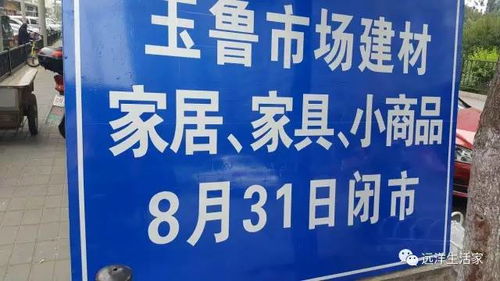 玉鲁市场建材
家居、家具、小商品
8月31日闭市
远洋生活家